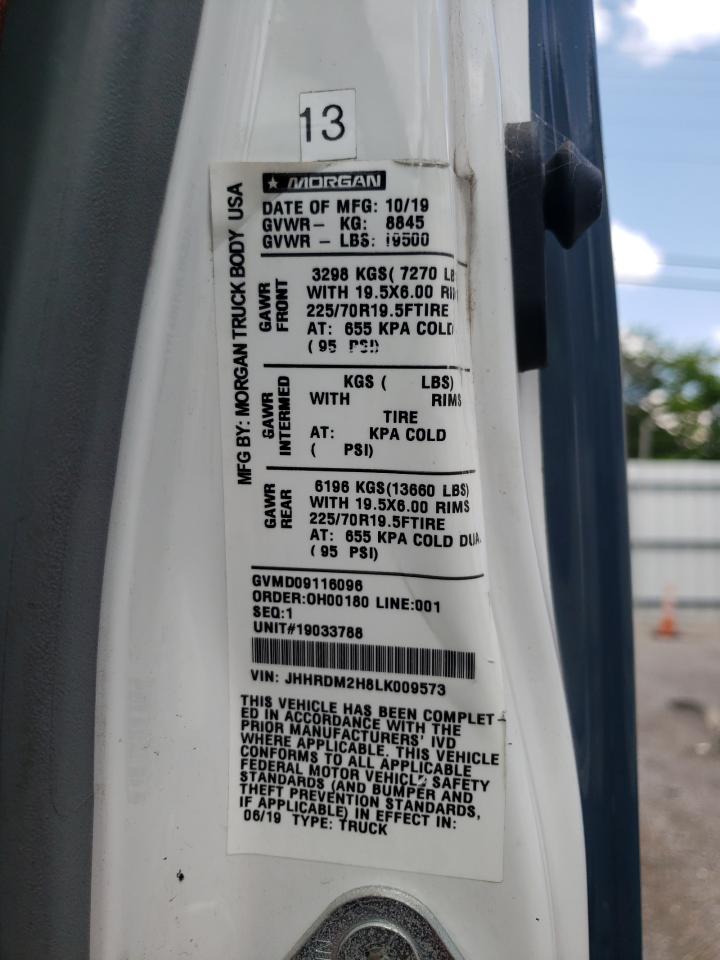 13
MORGAN
MFG BY: MORGAN TRUCK BODY USA
DATE OF MFG: 10/19
GVWR- KG: 8845
GVWR - LBS: 19500
GAWR FRONT
3298 KGS( 7270 LB
WITH 19.5X6.00 RIM
225/70R19.5FTIRE
AT: 655 KPA COLD
( 95 PSI)
GAWR INTERMED
KGS ( LBS)
WITH RIMS
TIRE
AT: KPA COLD
( PSI)
GAWR REAR
6196 KGS(13660 LBS)
WITH 19.5X6.00 RIMS
225/70R19.5FTIRE
AT: 655 KPA COLD DUA
( 95 PSI)
GVMD09116096
ORDER:OH00180 LINE:001
SEQ:1
UNIT#19033788
VIN: JHHRDM2H8LK009573
THIS VEHICLE HAS BEEN COMPLET-
ED IN ACCORDANCE WITH THE
PRIOR MANUFACTURERS' IVD
WHERE APPLICABLE. THIS VEHICLE
CONFORMS TO ALL APPLICABLE
FEDERAL MOTOR VEHICLE SAFETY
STANDARDS (AND BUMPER AND
THEFT PREVENTION STANDARDS,
IF APPLICABLE) IN EFFECT IN:
06/19 TYPE: TRUCK